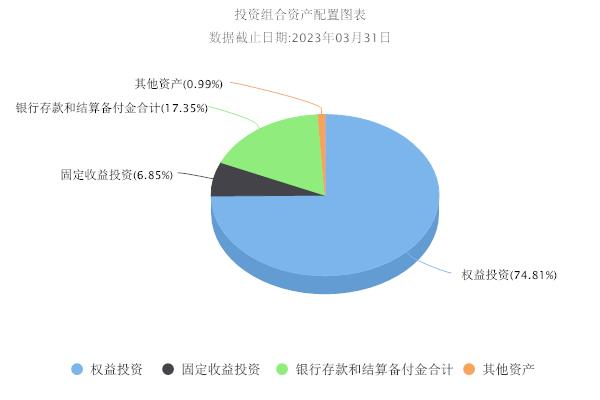 投资组合资产配置图表
数据截止日期:2023年03月31日
其他资产(0.99%)
银行存款和结算备付金合计(17.35%)
固定收益投资(6.85%)
权益投资(74.81%)
权益投资 固定收益投资 银行存款和结算备付金合计 其他资产